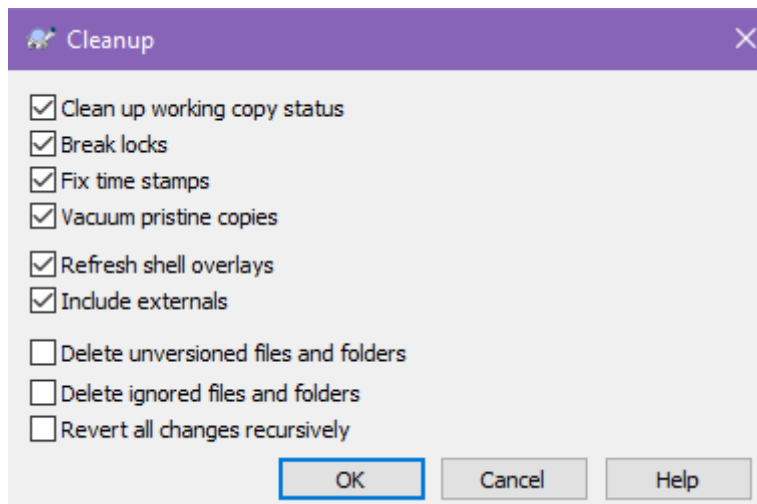 Cleanup
Clean up working copy status
Break locks
Fix time stamps
Vacuum pristine copies
Refresh shell overlays
Include externals
Delete unversioned files and folders
Delete ignored files and folders
Revert all changes recursively
OK Cancel Help